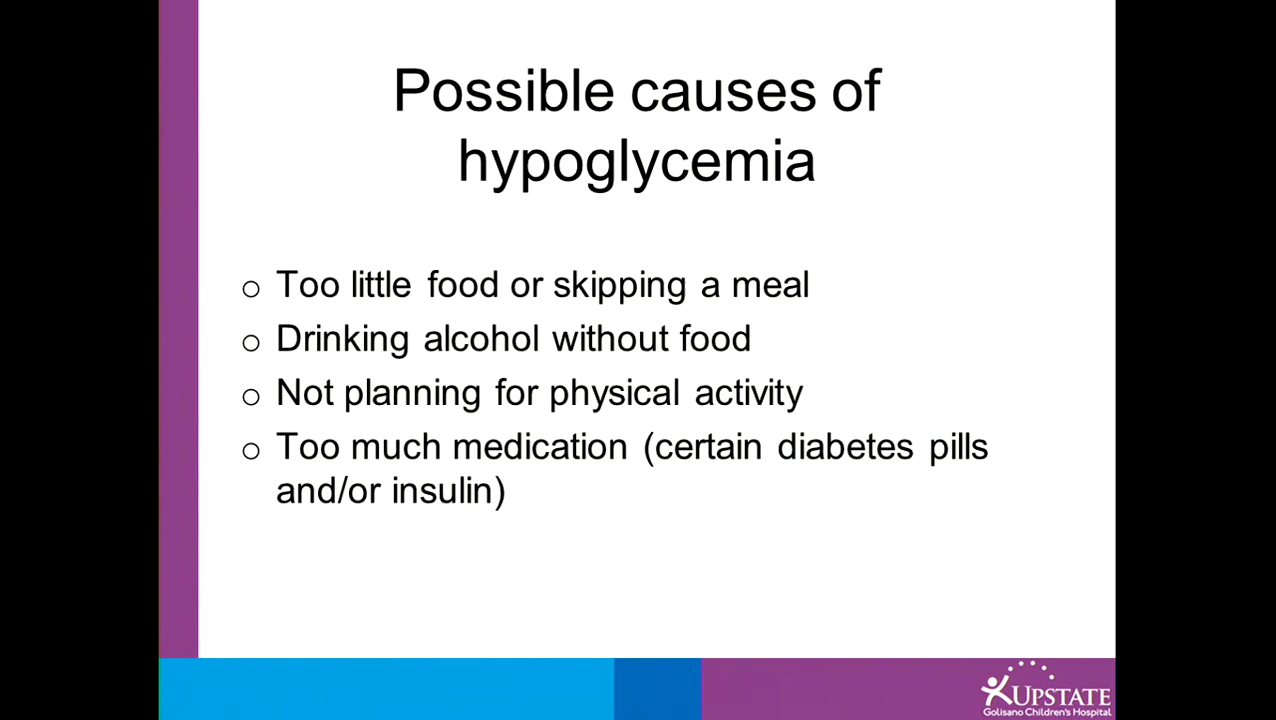 Possible causes of
hypoglycemia
o Too little food or skipping a meal
o Drinking alcohol without food
o Not planning for physical activity
o Too much medication (certain diabetes pills
and/or insulin)
UPSTATE
Golisano Children's Hospital